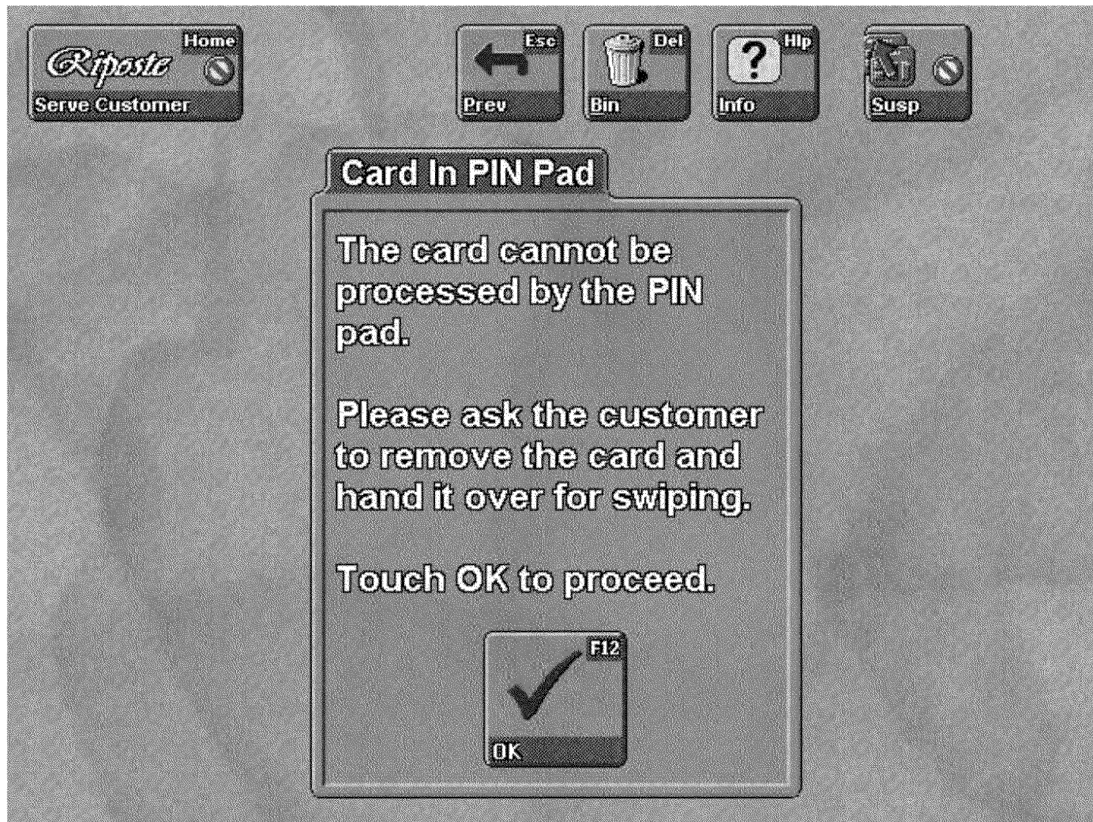 Riposte Home
Serve Customer
Esc
Prev
Del
Bin
Hlp
?
Info
Susp
Card In PIN Pad
The card cannot be
processed by the PIN
pad.
Please ask the customer
to remove the card and
hand it over for swiping.
Touch OK to proceed.
F12
OK